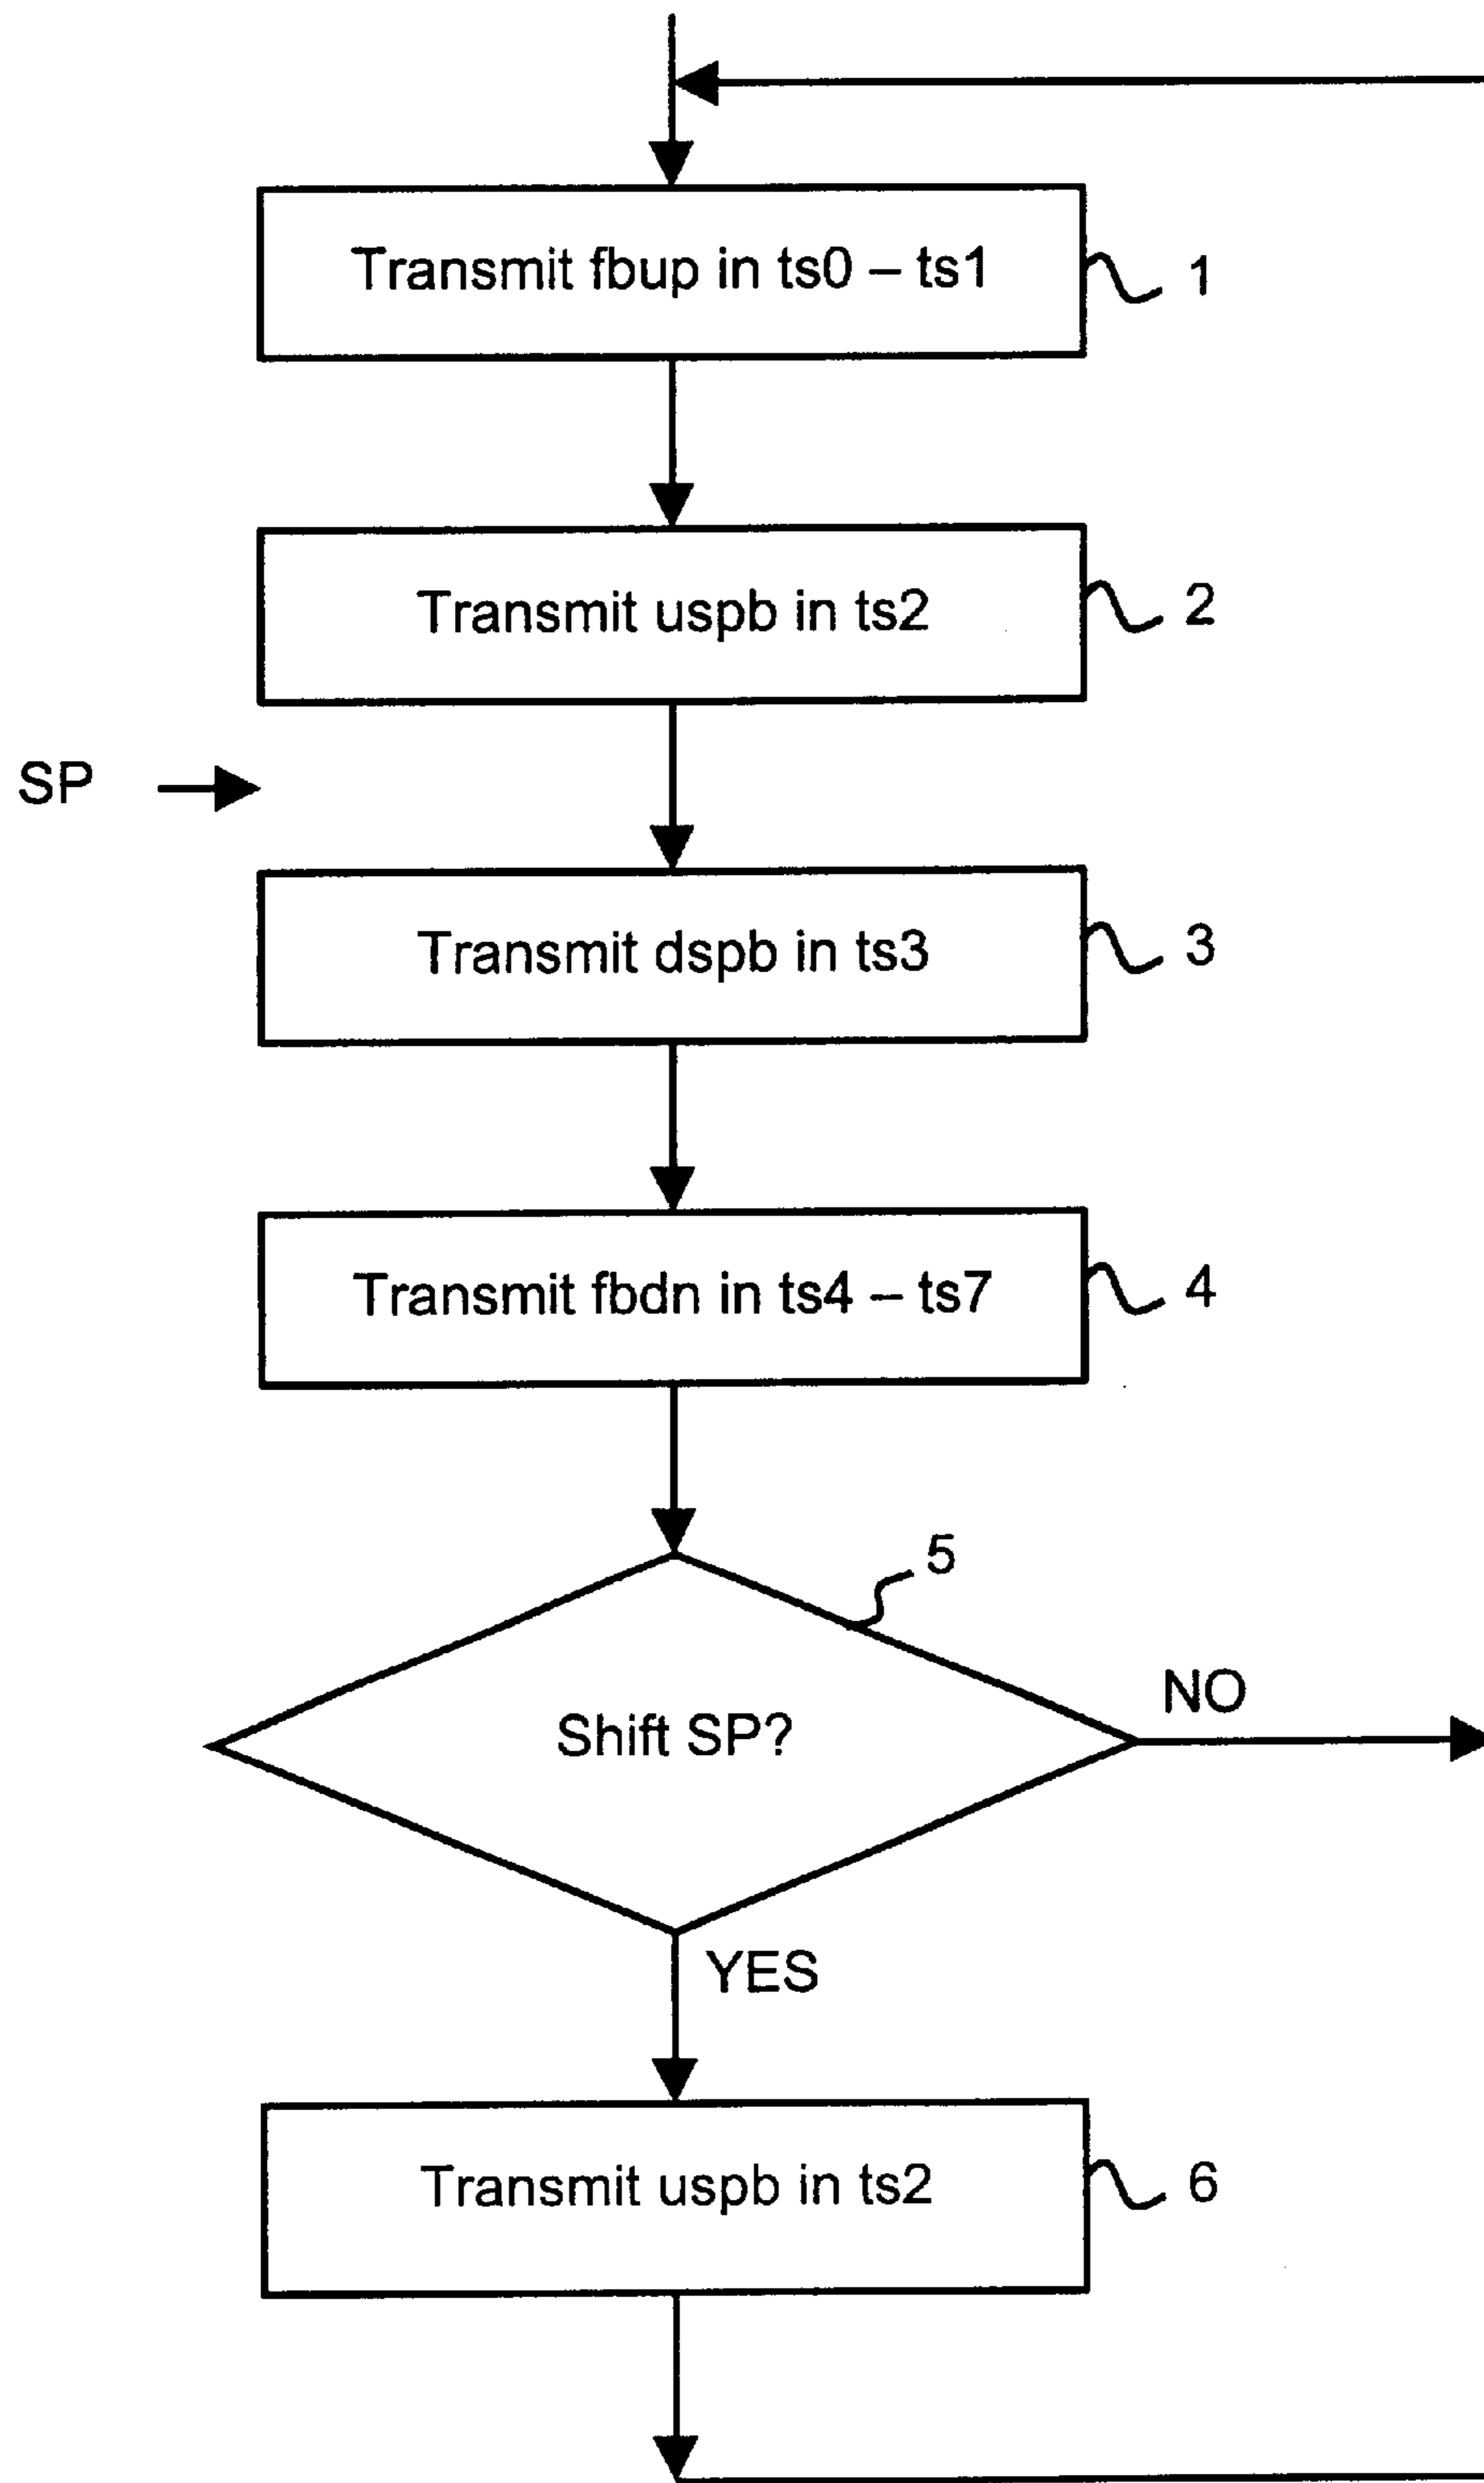 Transmit fbup in ts0 – ts1
1
Transmit uspb in ts2
2
SP
Transmit dspb in ts3
3
Transmit fbdn in ts4 – ts7
4
5
Shift SP?
NO
YES
Transmit uspb in ts2
6